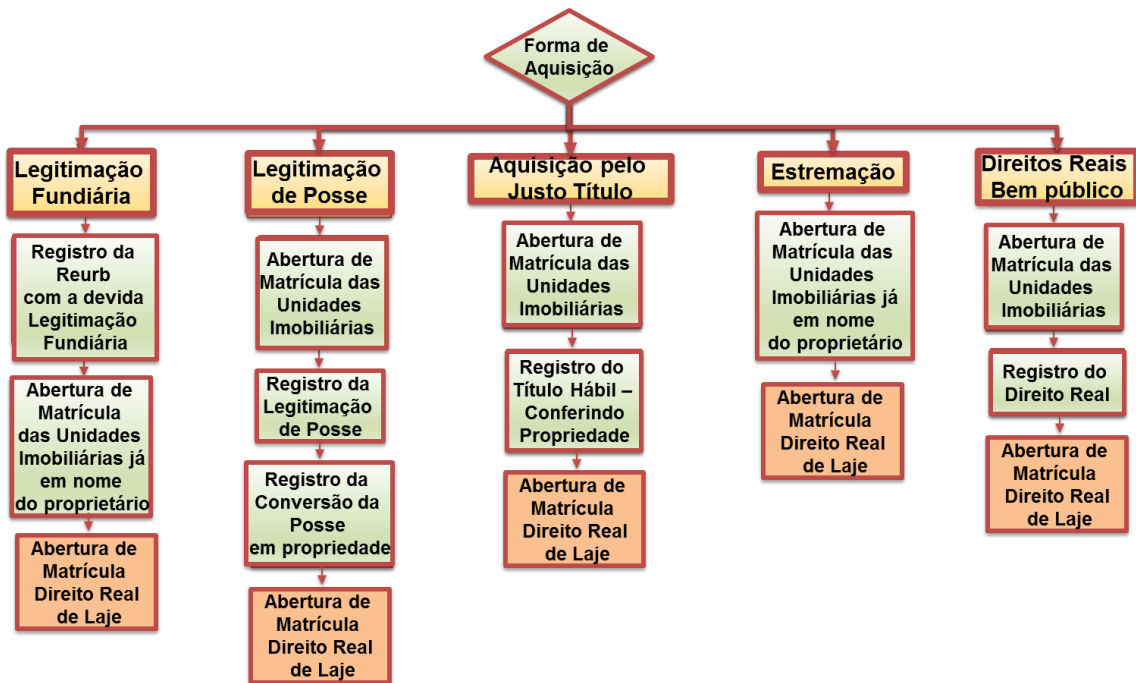 Forma de
Aquisição
Legitimação
Fundiária
Registro da
Reurb
com a devida
Legitimação
Fundiária
Abertura de
Matrícula
das Unidades
Imobiliárias já
em nome
do proprietário
Abertura de
Matrícula
Direito Real
de Laje
Legitimação
de Posse
Abertura de
Matrícula das
Unidades
Imobiliárias
Registro da
Legitimação
de Posse
Registro da
Conversão da
Posse
em propriedade
Abertura de
Matrícula
Direito Real
de Laje
Aquisição pelo
Justo Título
Abertura de
Matrícula das
Unidades
Imobiliárias
Registro do
Título Hábil –
Conferindo
Propriedade
Abertura de
Matrícula
Direito Real
de Laje
Estremação
Abertura de
Matrícula das
Unidades
Imobiliárias já
em nome
do proprietário
Abertura de
Matrícula
Direito Real
de Laje
Direitos Reais
Bem público
Abertura de
Matrícula das
Unidades
Imobiliárias
Registro do
Direito Real
Abertura de
Matrícula
Direito Real
de Laje